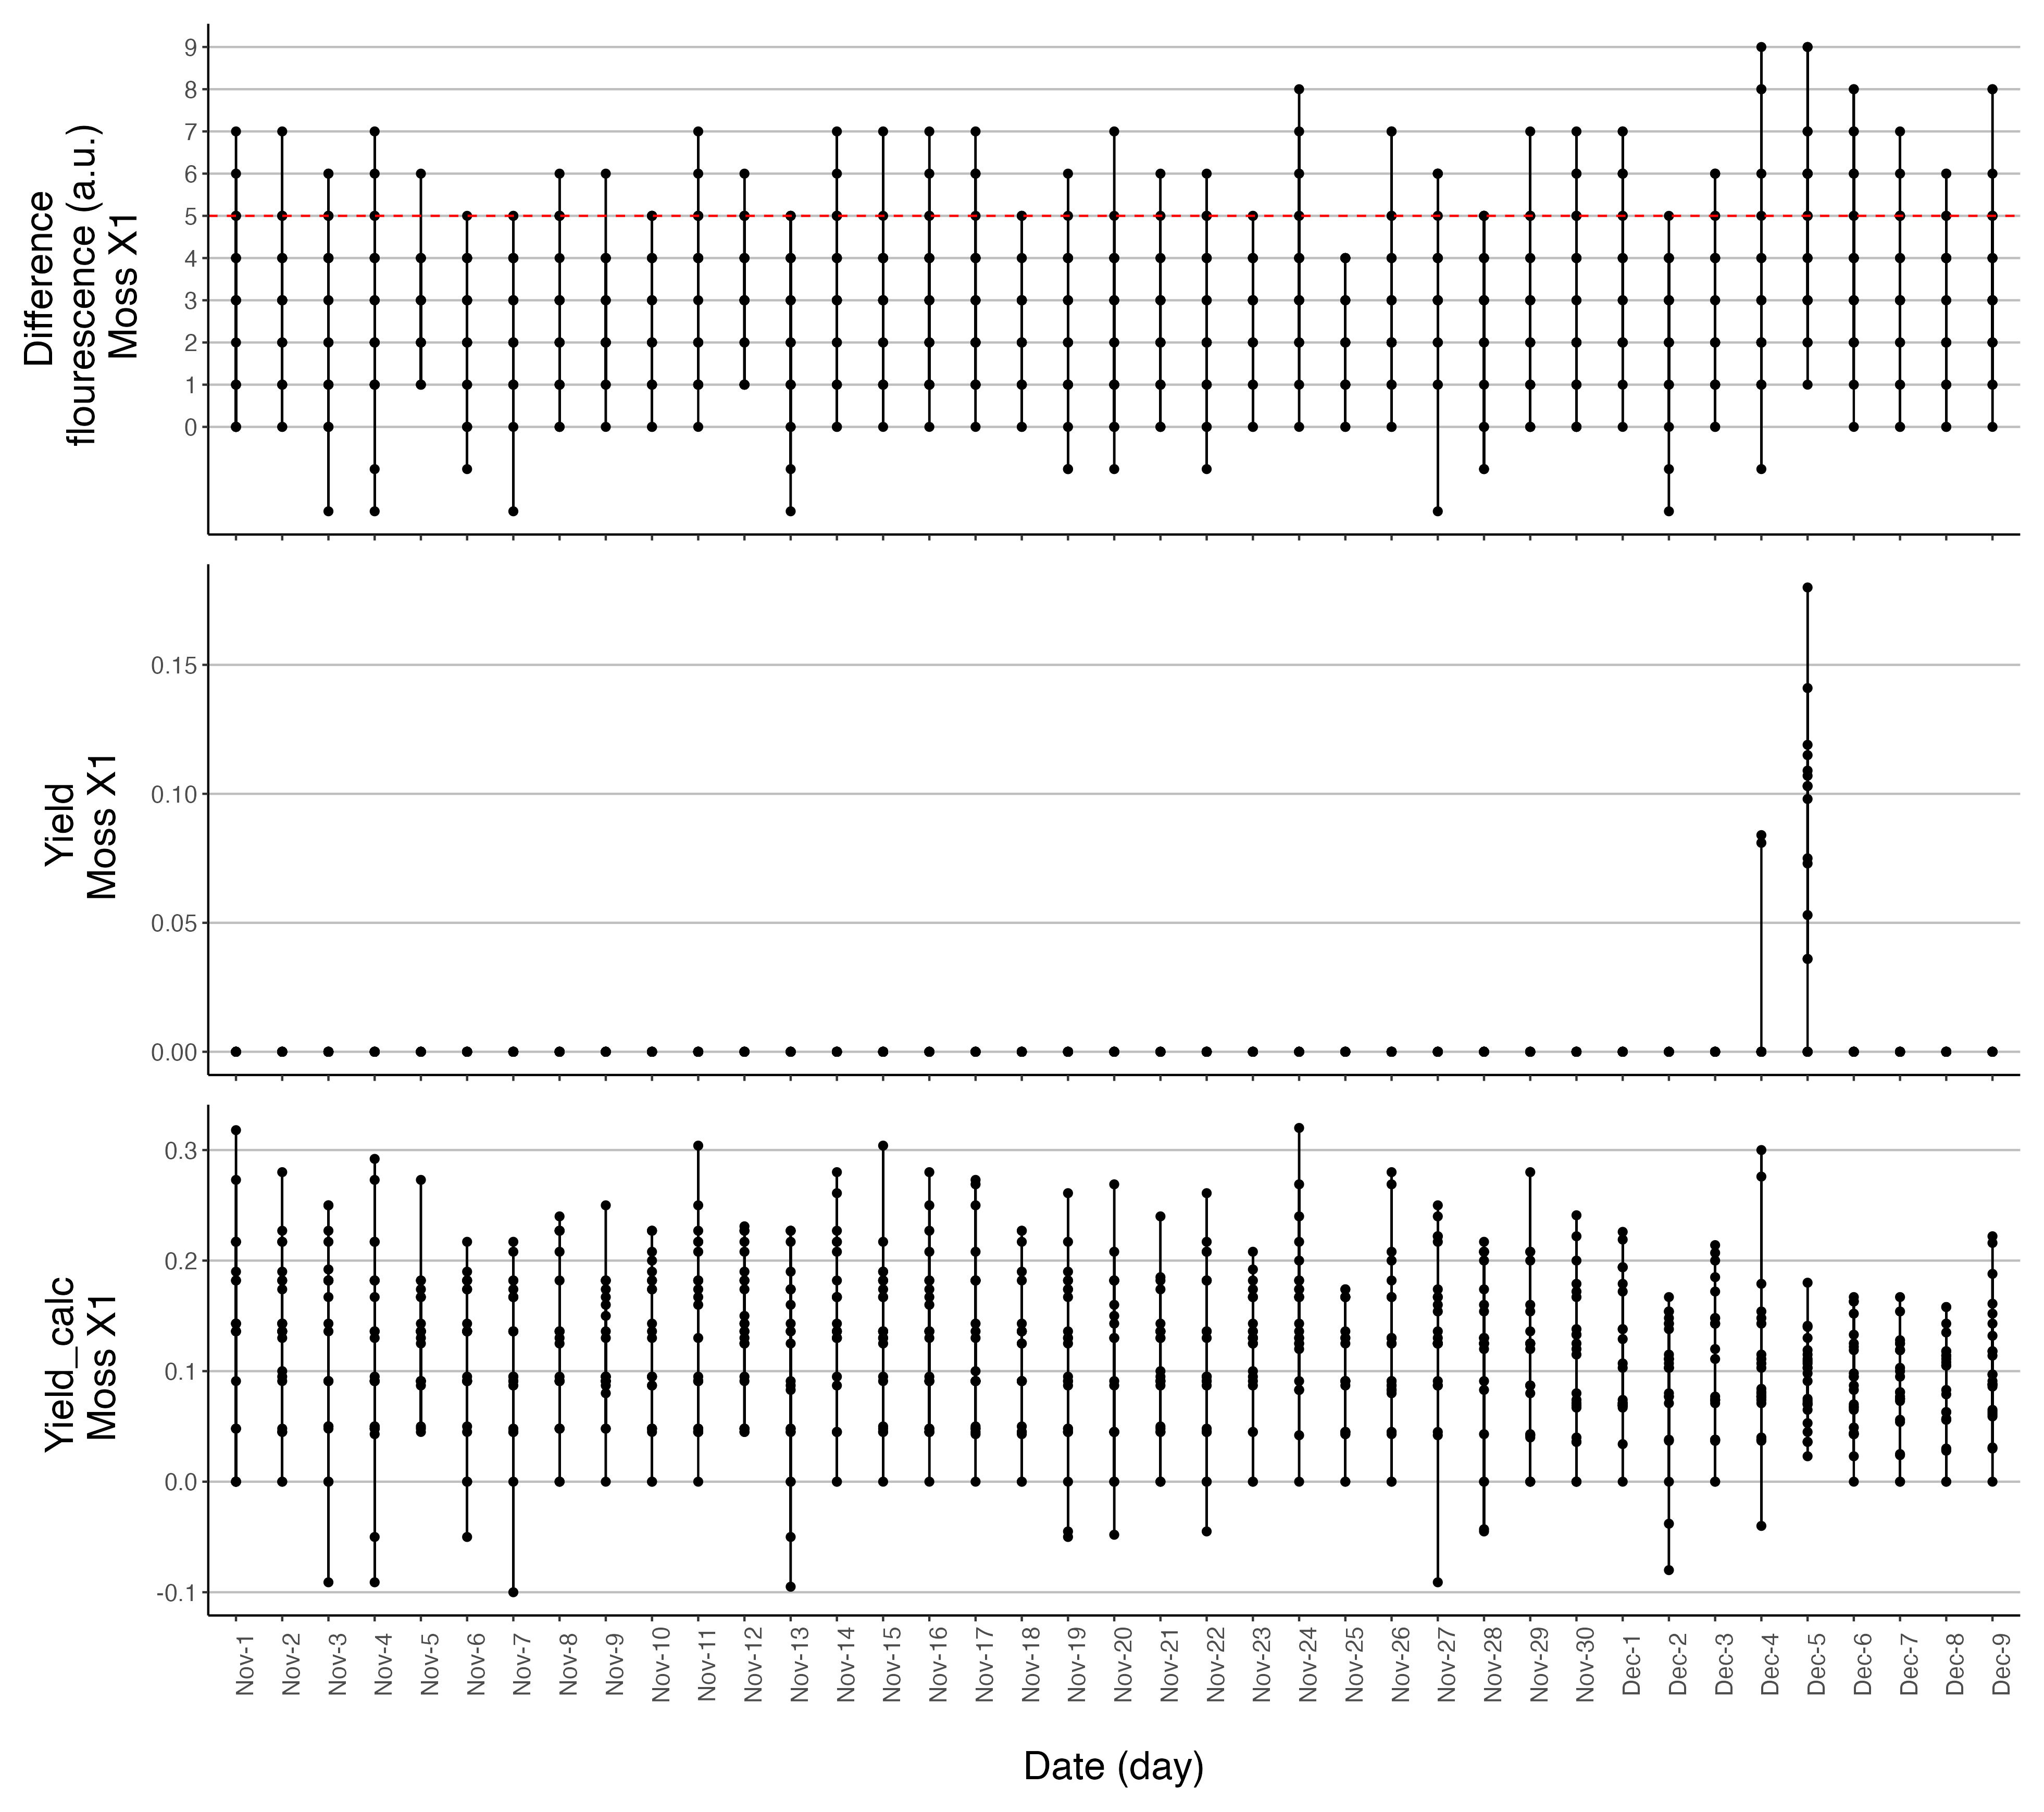 Difference
flourescence (a.u.)
Moss X1
9
8
7
6
5
4
3
2
1
0
Yield
Moss X1
0.15
0.10
0.05
0.00
Yield_calc
Moss X1
0.3
0.2
0.1
0.0
-0.1
Nov-1
Nov-2
Nov-3
Nov-4
Nov-5
Nov-6
Nov-7
Nov-8
Nov-9
Nov-10
Nov-11
Nov-12
Nov-13
Nov-14
Nov-15
Nov-16
Nov-17
Nov-18
Nov-19
Nov-20
Nov-21
Nov-22
Nov-23
Nov-24
Nov-25
Nov-26
Nov-27
Nov-28
Nov-29
Nov-30
Dec-1
Dec-2
Dec-3
Dec-4
Dec-5
Dec-6
Dec-7
Dec-8
Dec-9
Date (day)